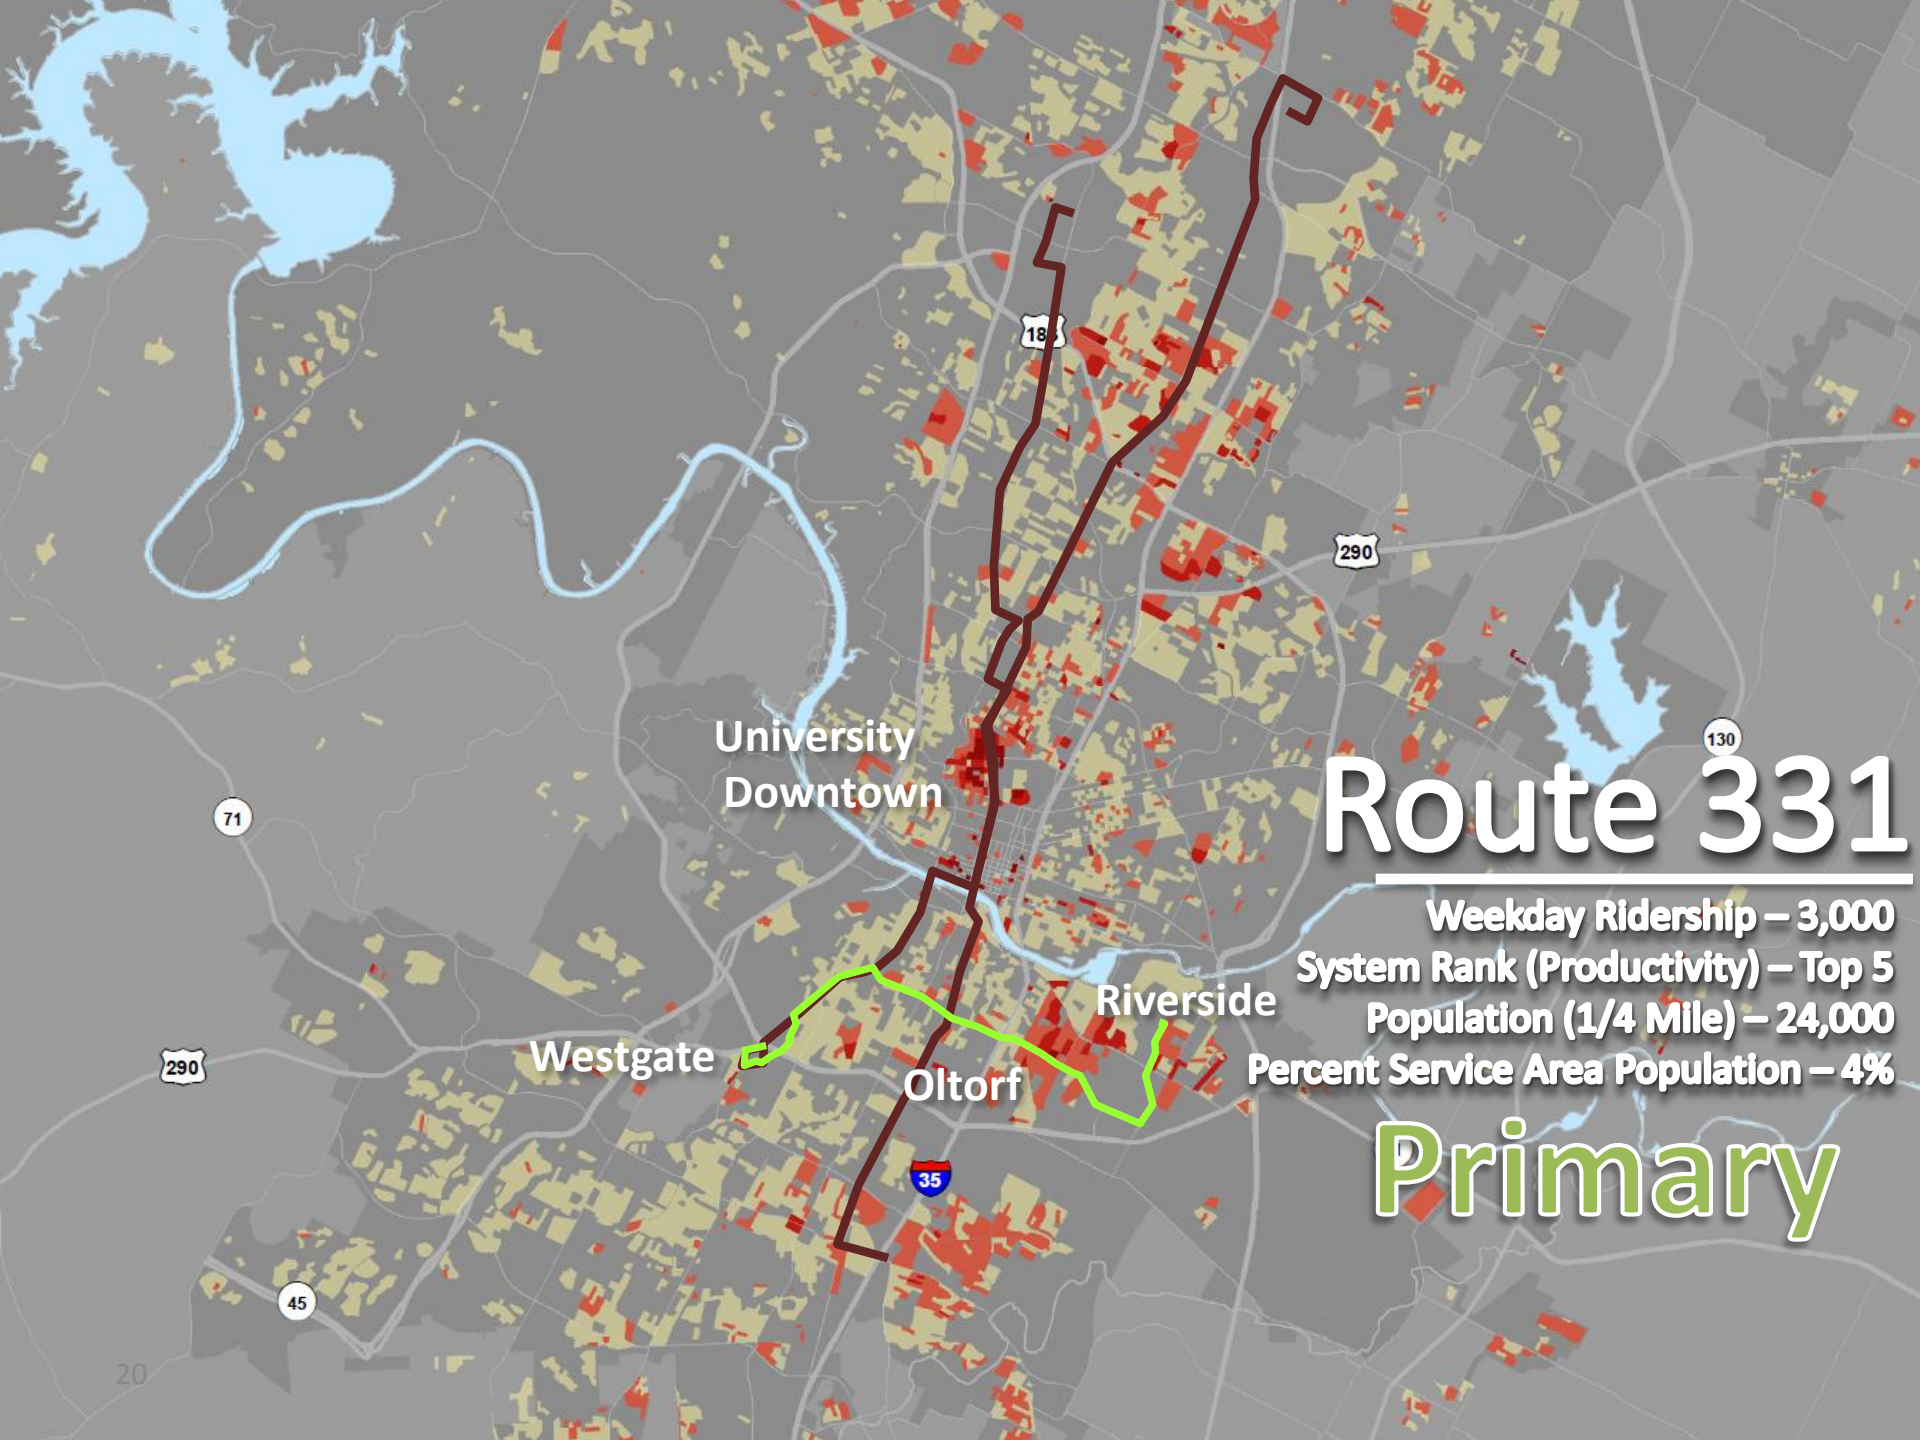 183
290
University
Downtown
130
Route 331
71
Weekday Ridership – 3,000
System Rank (Productivity) – Top 5
Riverside
Population (1/4 Mile) – 24,000
Westgate
290
Oltorf
Percent Service Area Population – 4%
Primary
35
45
20